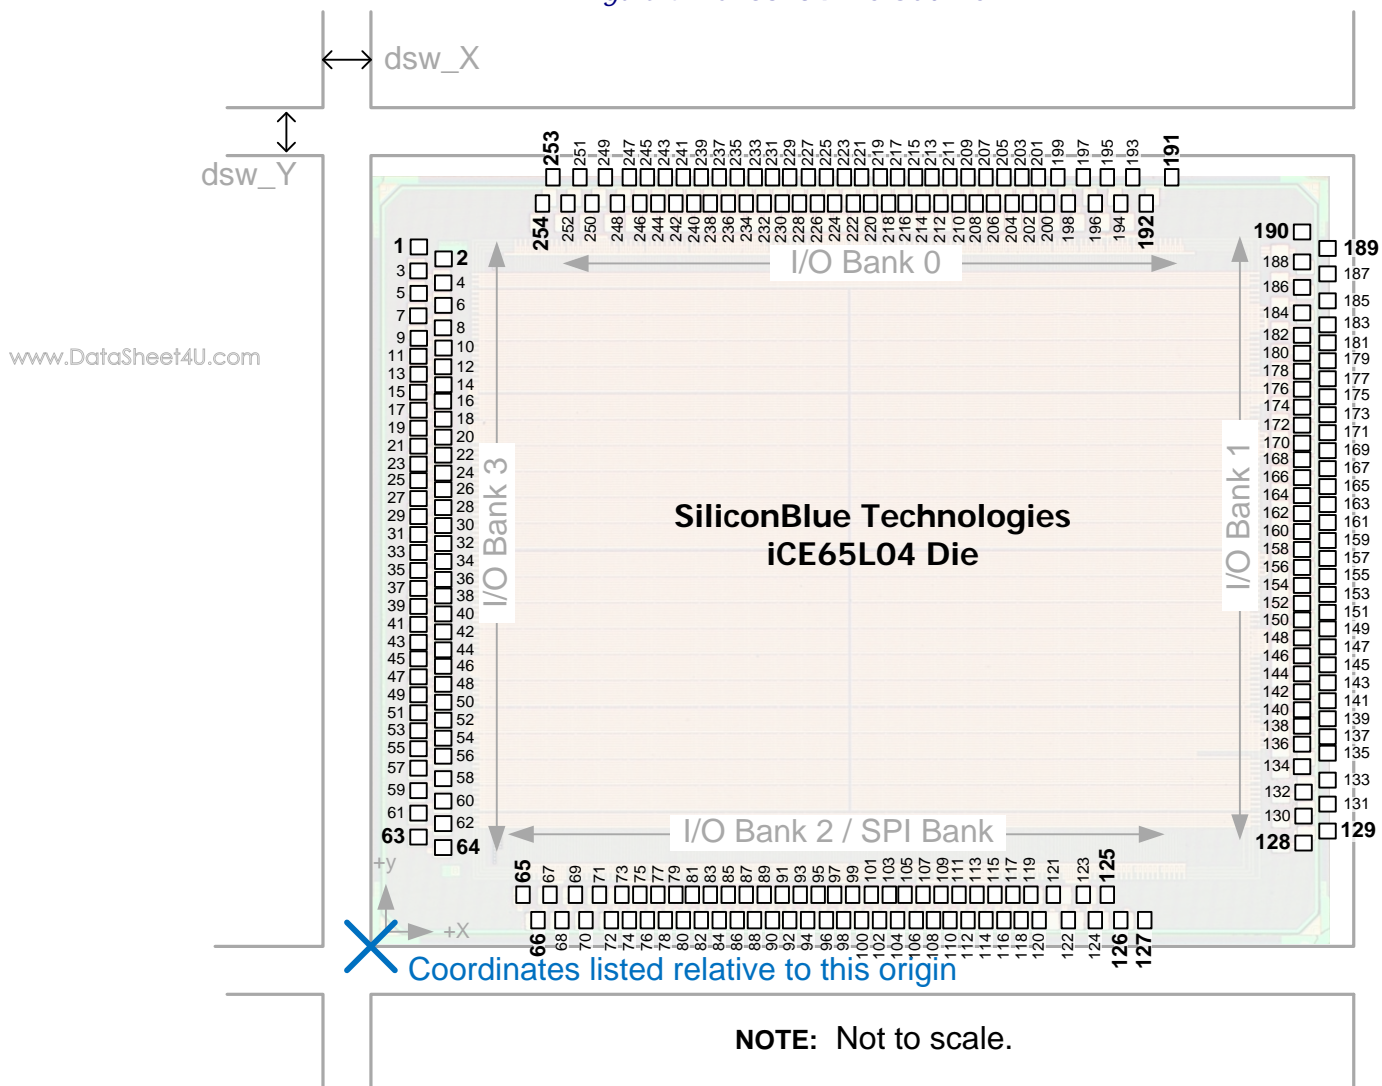 dsw_X
dsw_Y
253 251 249 247 245 243 241 239 237 235 233 231 229 227 225 223 221 219 217 215 213 211 209 207 205 203 201 199 197 195 193 191
254 252 250 248 246 244 242 240 238 236 234 232 230 228 226 224 222 220 218 216 214 212 210 208 206 204 202 200 198 196 194 192
I/O Bank 0
1 3 5 7 9 11 13 15 17 19 21 23 25 27 29 31 33 35 37 39 41 43 45 47 49 51 53 55 57 59 61 63
2 4 6 8 10 12 14 16 18 20 22 24 26 28 30 32 34 36 38 40 42 44 46 48 50 52 54 56 58 60 62 64
www.DataSheet4U.com
I/O Bank 3
SiliconBlue Technologies
iCE65L04 Die
I/O Bank 1
190 188 186 184 182 180 178 176 174 172 170 168 166 164 162 160 158 156 154 152 150 148 146 144 142 140 138 136 134 132 130 128
189 187 185 183 181 179 177 175 173 171 169 167 165 163 161 159 157 155 153 151 149 147 145 143 141 139 137 135 133 131 129
I/O Bank 2 / SPI Bank
65 67 69 71 73 75 77 79 81 83 85 87 89 91 93 95 97 99 101 103 105 107 109 111 113 115 117 119 121 123 125
66 68 70 72 74 76 78 80 82 84 86 88 90 92 94 96 98 100 102 104 106 108 110 112 114 116 118 120 122 124 126 127
+y
+X
Coordinates listed relative to this origin
NOTE: Not to scale.